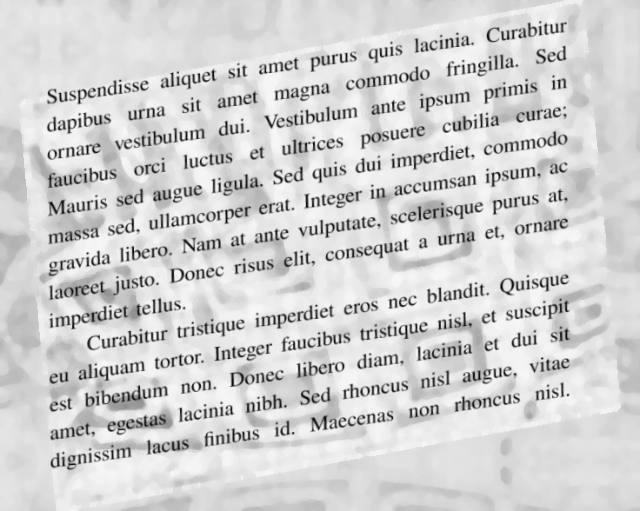 Suspendisse aliquet sit amet purus quis lacinia. Curabitur
dapibus urna sit amet magna commodo fringilla. Sed
ornare vestibulum dui. Vestibulum ante ipsum primis in
faucibus orci luctus et ultrices posuere cubilia curae;
Mauris sed augue ligula. Sed quis dui imperdiet, commodo
massa sed, ullamcorper erat. Integer in accumsan ipsum, ac
gravida libero. Nam at ante vulputate, scelerisque purus at,
laoreet justo. Donec risus elit, consequat a urna et, ornare
imperdiet tellus.
Curabitur tristique imperdiet eros nec blandit. Quisque
eu aliquam tortor. Integer faucibus tristique nisl, et suscipit
est bibendum non. Donec libero diam, lacinia et dui sit
amet, egestas lacinia nibh. Sed rhoncus nisl augue, vitae
dignissim lacus finibus id. Maecenas non rhoncus nisl.